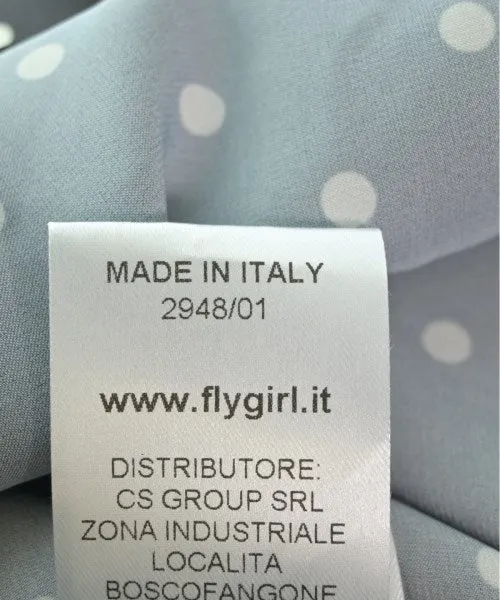 MADE IN ITALY
2948/01
www.flygirl.it
DISTRIBUTORE:
CS GROUP SRL
ZONA INDUSTRIALE
LOCALITA
BOSCOFANGONE